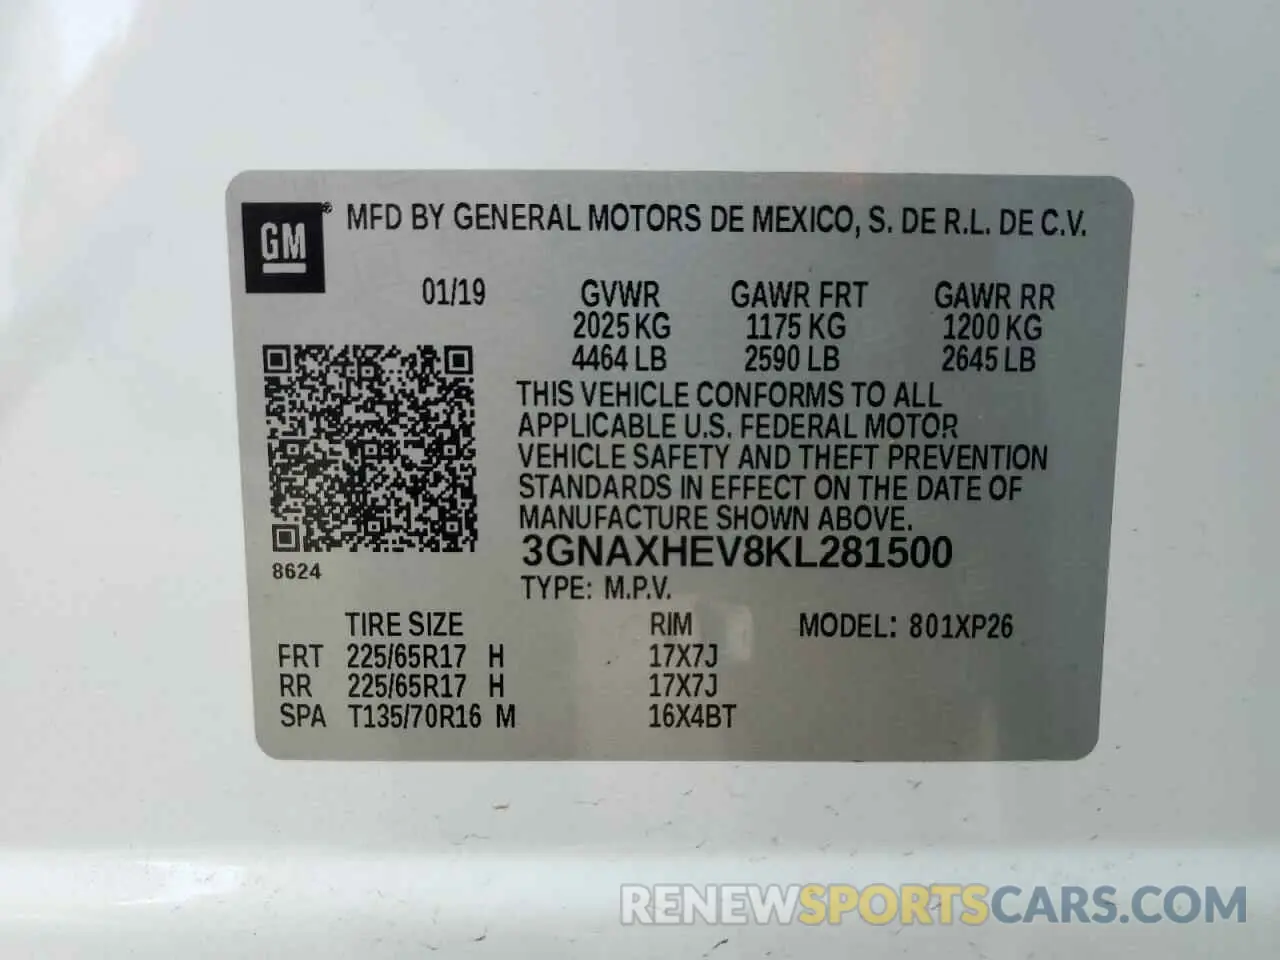 GM® MFD BY GENERAL MOTORS DE MEXICO, S. DE R.L. DE C.V.
01/19 GVWR GAWR FRT GAWR RR
2025 KG 1175 KG 1200 KG
4464 LB 2590 LB 2645 LB
THIS VEHICLE CONFORMS TO ALL
APPLICABLE U.S. FEDERAL MOTOR
VEHICLE SAFETY AND THEFT PREVENTION
STANDARDS IN EFFECT ON THE DATE OF
MANUFACTURE SHOWN ABOVE.
3GNAXHEV8KL281500
8624
TYPE: M.P.V.
TIRE SIZE RIM MODEL: 801XP26
FRT 225/65R17 H 17X7J
RR 225/65R17 H 17X7J
SPA T135/70R16 M 16X4BT
RENEWSPORTSCARS.COM